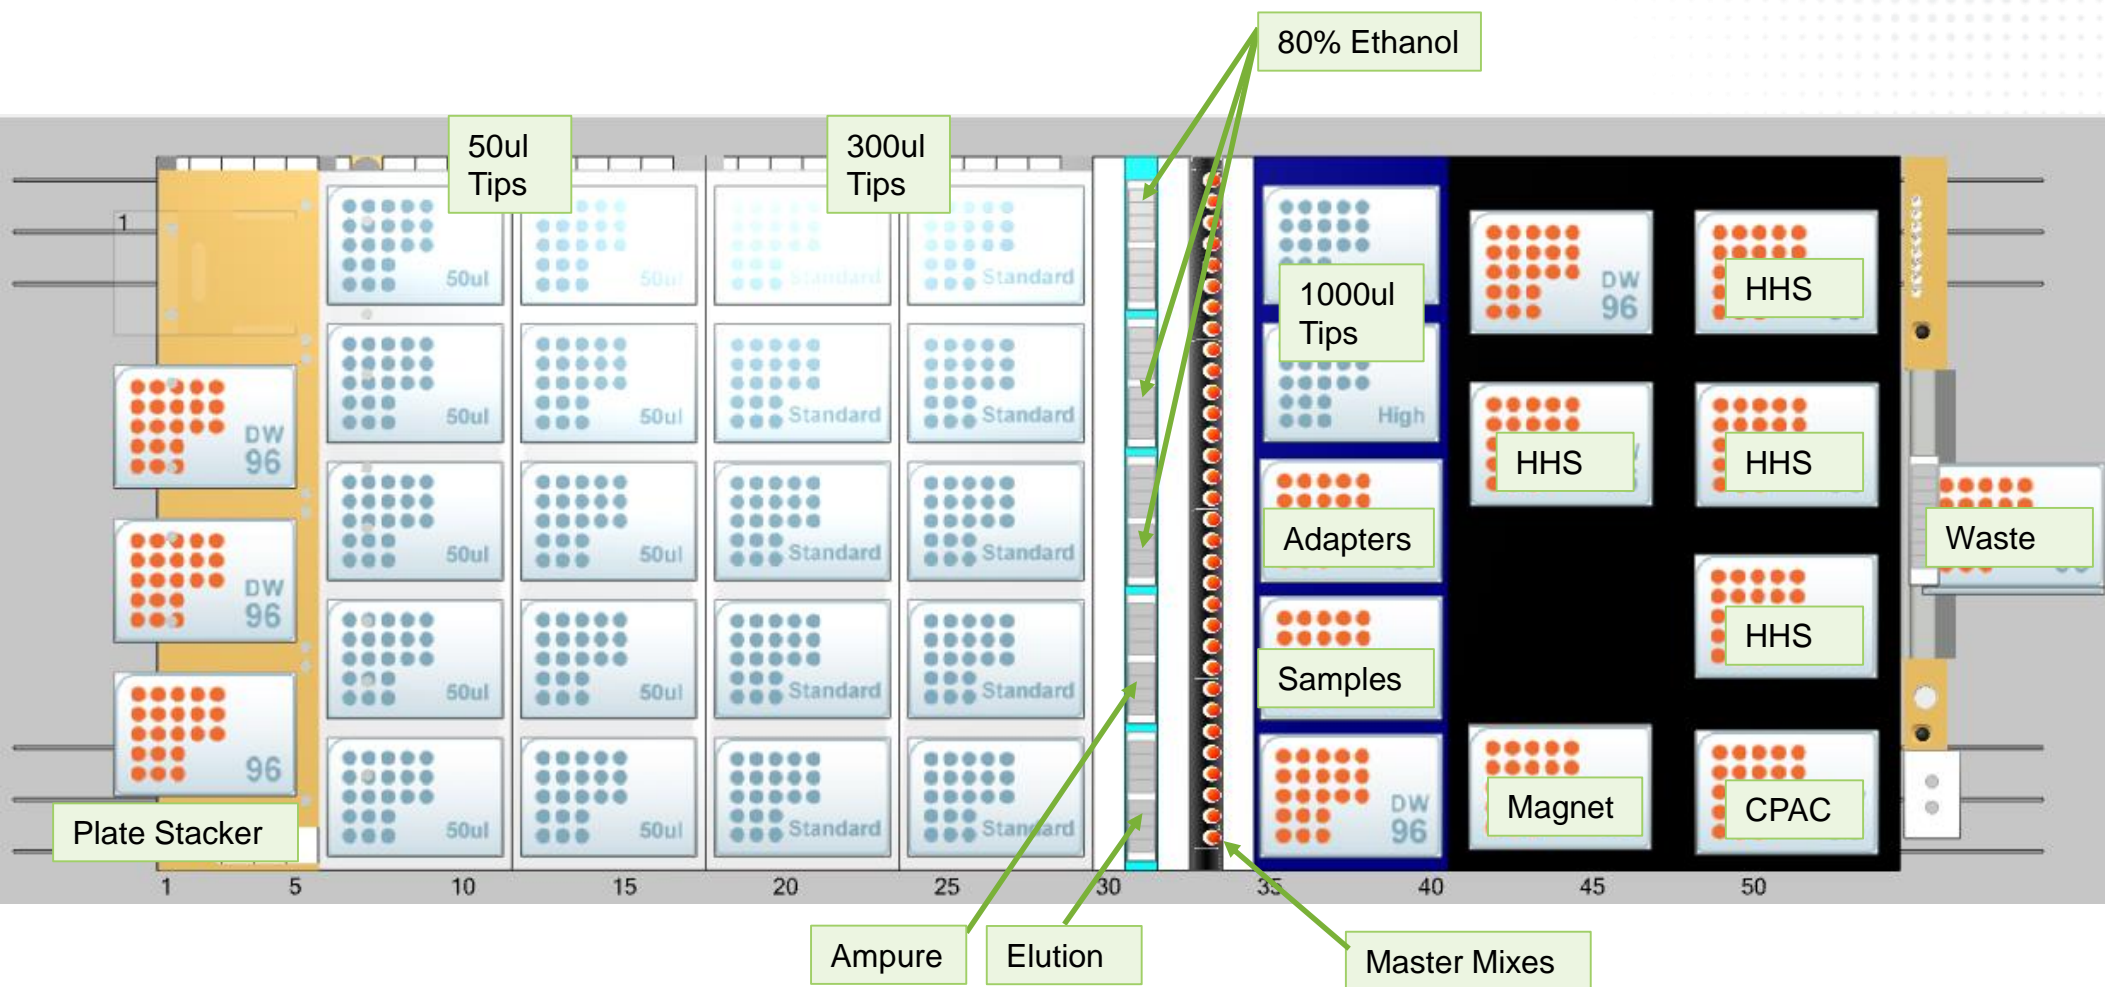 80% Ethanol
50ul
Tips
300ul
Tips
1
50ul
50ul
Standard
Standard
1000ul
Tips
DW
96
HHS
50ul
50ul
Standard
Standard
High
DW
96
HHS
HHS
50ul
50ul
Standard
Standard
Adapters
Waste
DW
96
50ul
50ul
Standard
Standard
Samples
HHS
96
50ul
50ul
Standard
Standard
DW
96
Magnet
CPAC
Plate Stacker
1
5
10
15
20
25
30
35
40
45
50
Ampure
Elution
Master Mixes